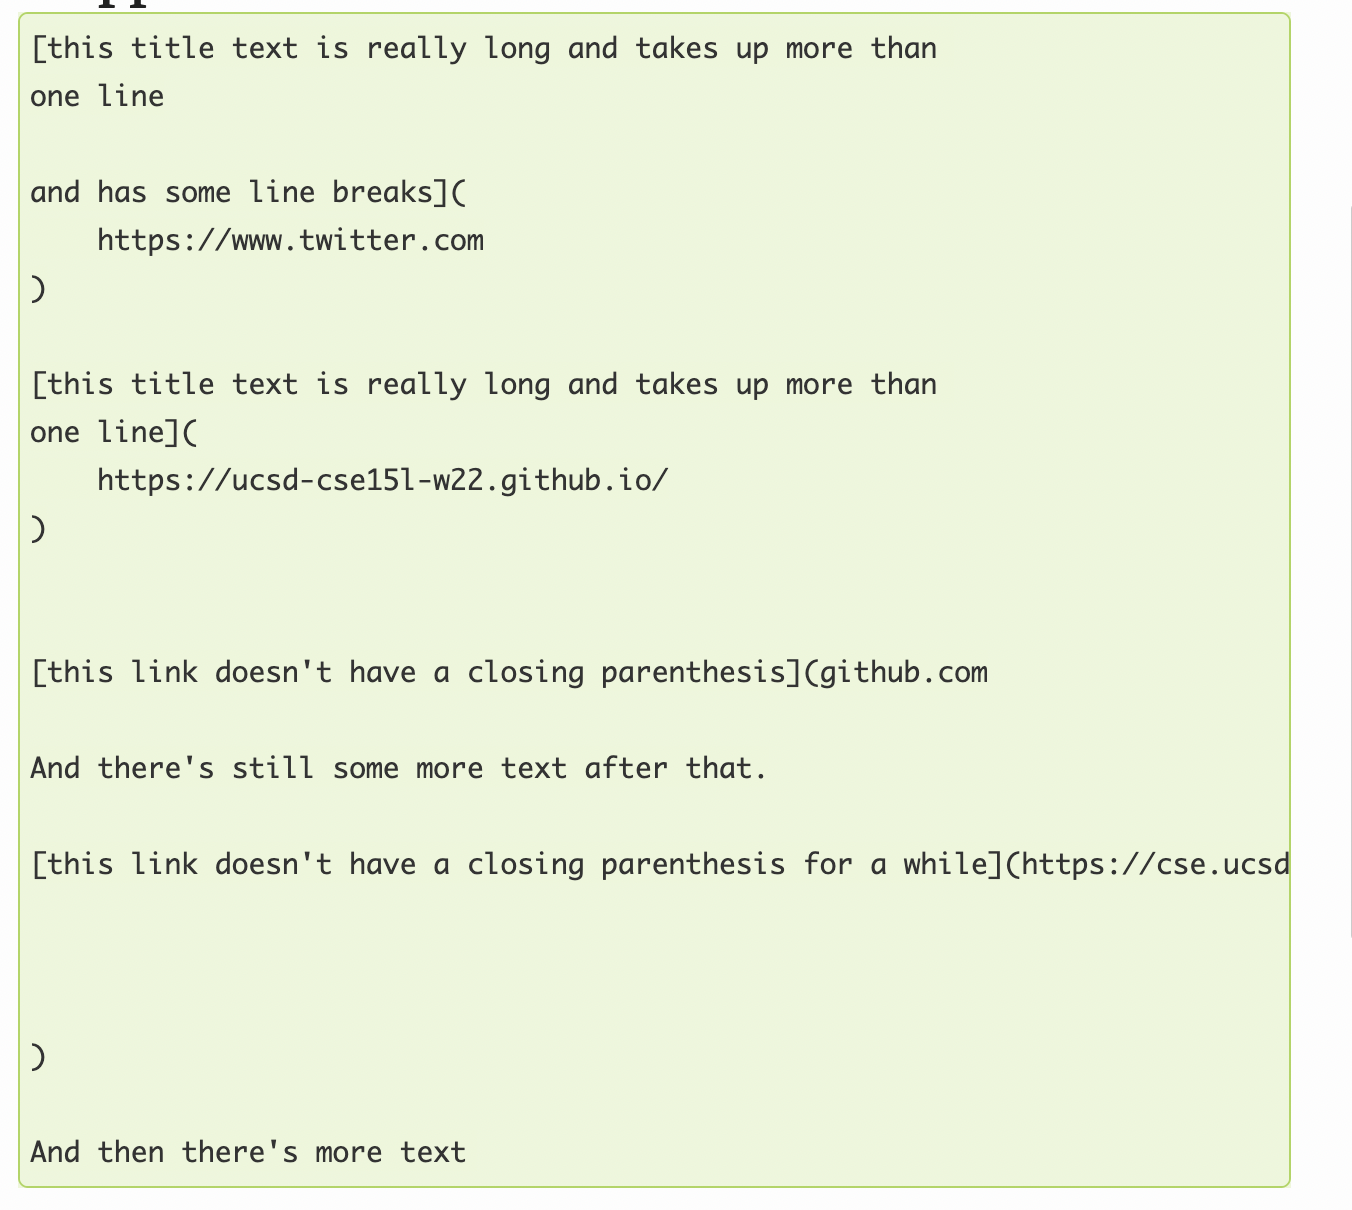 [this title text is really long and takes up more than
one line

and has some line breaks](
    https://www.twitter.com
)

[this title text is really long and takes up more than
one line](
    https://ucsd-cse15l-w22.github.io/
)


[this link doesn't have a closing parenthesis](github.com

And there's still some more text after that.

[this link doesn't have a closing parenthesis for a while](https://cse.ucsd



)

And then there's more text